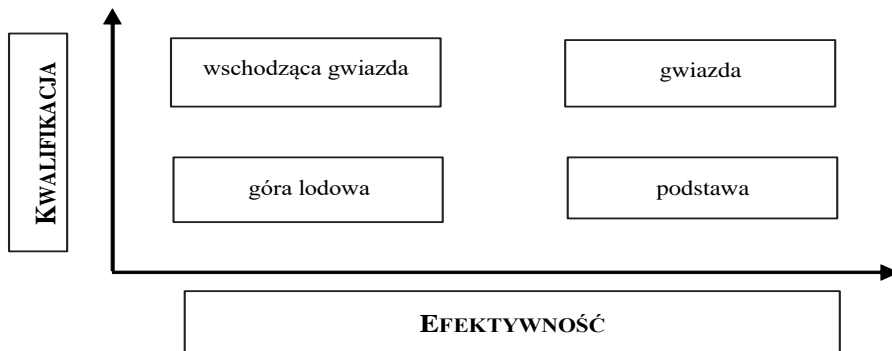 KWALIFIKACJA
wschodząca gwiazda
gwiazda
góra lodowa
podstawa
EFEKTYWNOŚĆ